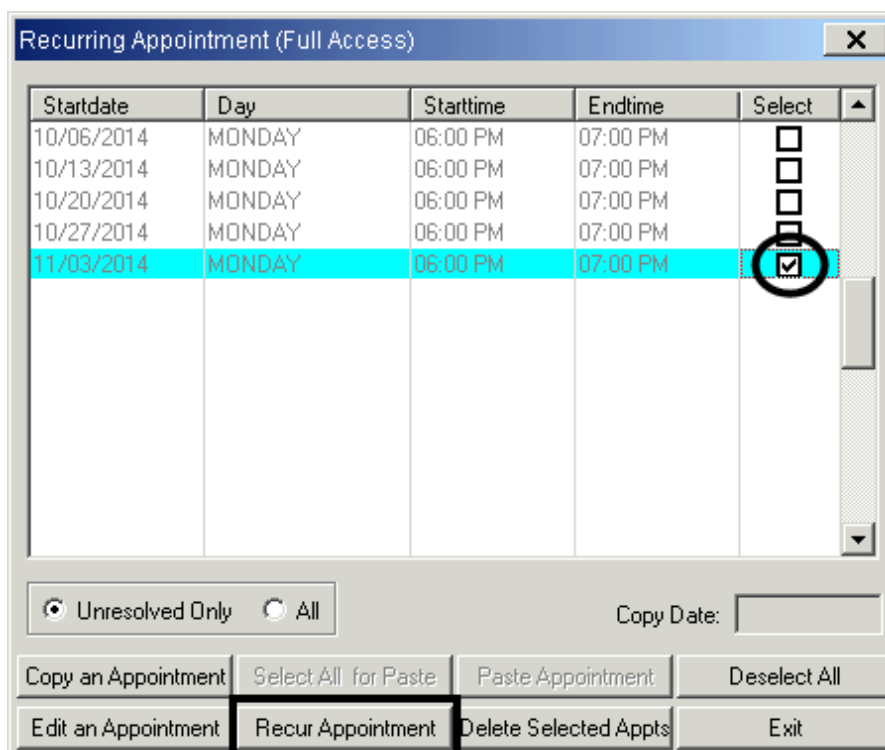 Recurring Appointment (Full Access)
Startdate Day Starttime Endtime Select
10/06/2014 MONDAY 06:00 PM 07:00 PM
10/13/2014 MONDAY 06:00 PM 07:00 PM
10/20/2014 MONDAY 06:00 PM 07:00 PM
10/27/2014 MONDAY 06:00 PM 07:00 PM
11/03/2014 MONDAY 06:00 PM 07:00 PM
Unresolved Only All Copy Date:
Copy an Appointment Select All for Paste Paste Appointment Deselect All
Edit an Appointment Recur Appointment Delete Selected Appts Exit